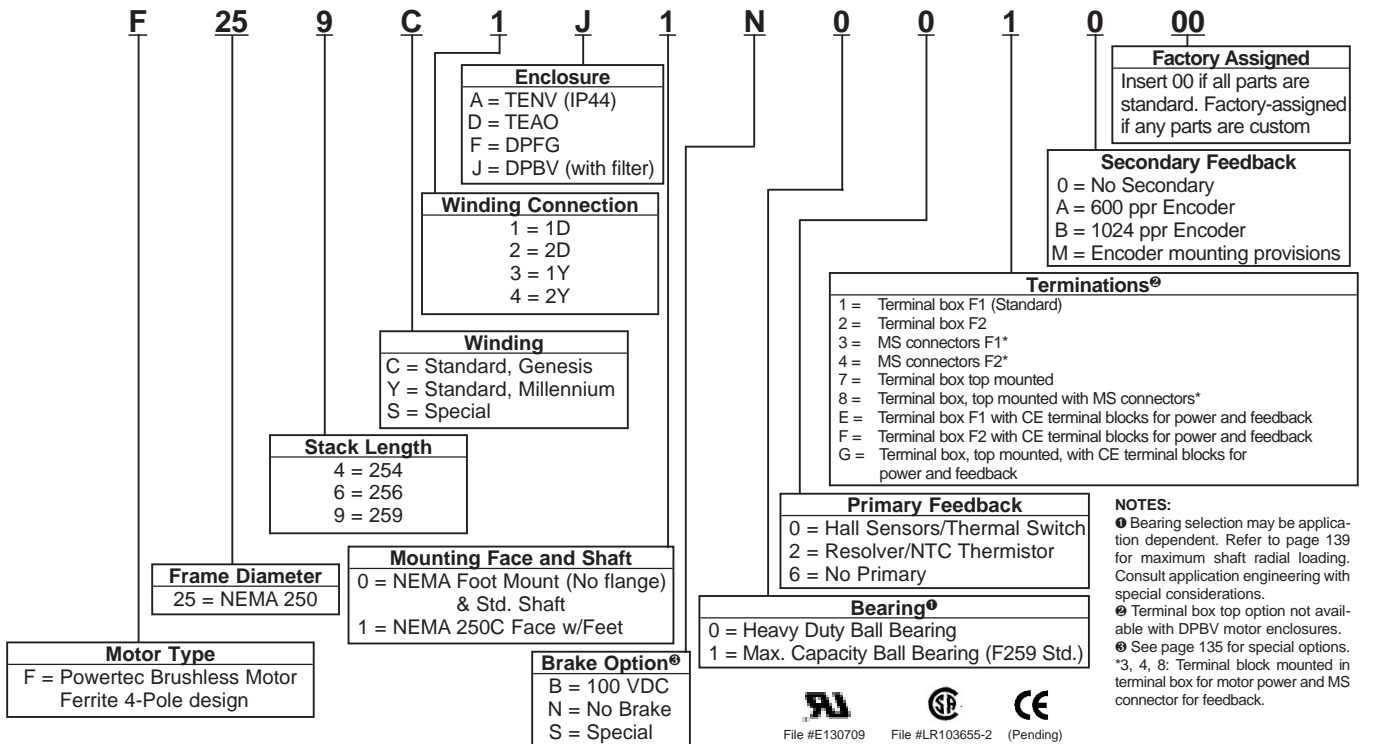 F 25 9 C 1 J 1 N 0 0 1 0 00
Factory Assigned
Insert 00 if all parts are
standard. Factory-assigned
if any parts are custom
Enclosure
A = TENV (IP44)
D = TEAO
F = DPFG
J = DPBV (with filter)
Secondary Feedback
0 = No Secondary
A = 600 ppr Encoder
B = 1024 ppr Encoder
M = Encoder mounting provisions
Winding Connection
1 = 1D
2 = 2D
3 = 1Y
4 = 2Y
Terminations❷
1 = Terminal box F1 (Standard)
2 = Terminal box F2
3 = MS connectors F1*
4 = MS connectors F2*
7 = Terminal box top mounted
8 = Terminal box, top mounted with MS connectors*
E = Terminal box F1 with CE terminal blocks for power and feedback
F = Terminal box F2 with CE terminal blocks for power and feedback
G = Terminal box, top mounted, with CE terminal blocks for
power and feedback
Winding
C = Standard, Genesis
Y = Standard, Millennium
S = Special
Stack Length
4 = 254
6 = 256
9 = 259
Primary Feedback
0 = Hall Sensors/Thermal Switch
2 = Resolver/NTC Thermistor
6 = No Primary
Mounting Face and Shaft
0 = NEMA Foot Mount (No flange)
& Std. Shaft
1 = NEMA 250C Face w/Feet
Frame Diameter
25 = NEMA 250
Bearing❶
0 = Heavy Duty Ball Bearing
1 = Max. Capacity Ball Bearing (F259 Std.)
Motor Type
F = Powertec Brushless Motor
Ferrite 4-Pole design
Brake Option❸
B = 100 VDC
N = No Brake
S = Special
NOTES:
❶ Bearing selection may be applica-
tion dependent. Refer to page 139
for maximum shaft radial loading.
Consult application engineering with
special considerations.
❷ Terminal box top option not avail-
able with DPBV motor enclosures.
❸ See page 135 for special options.
*3, 4, 8: Terminal block mounted in
terminal box for motor power and MS
connector for feedback.
File #E130709
File #LR103655-2
CE
(Pending)